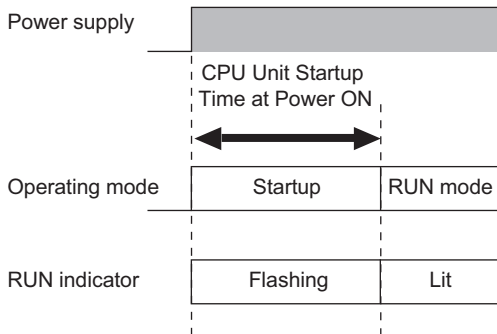 Power supply
CPU Unit Startup
Time at Power ON
Operating mode
Startup
RUN mode
RUN indicator
Flashing
Lit